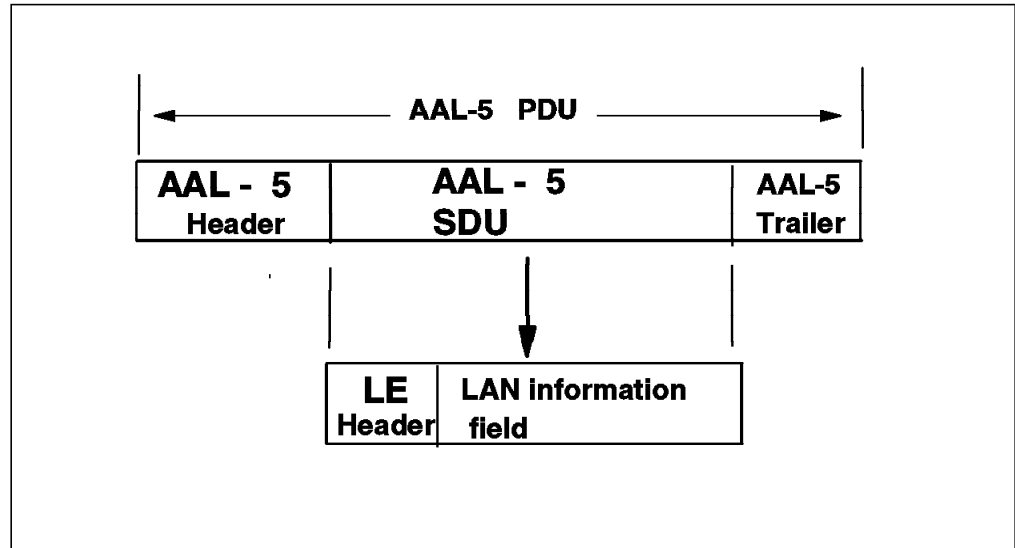 AAL-5 PDU
AAL - 5
Header
AAL - 5
SDU
AAL-5
Trailer
LE
Header
LAN information
field